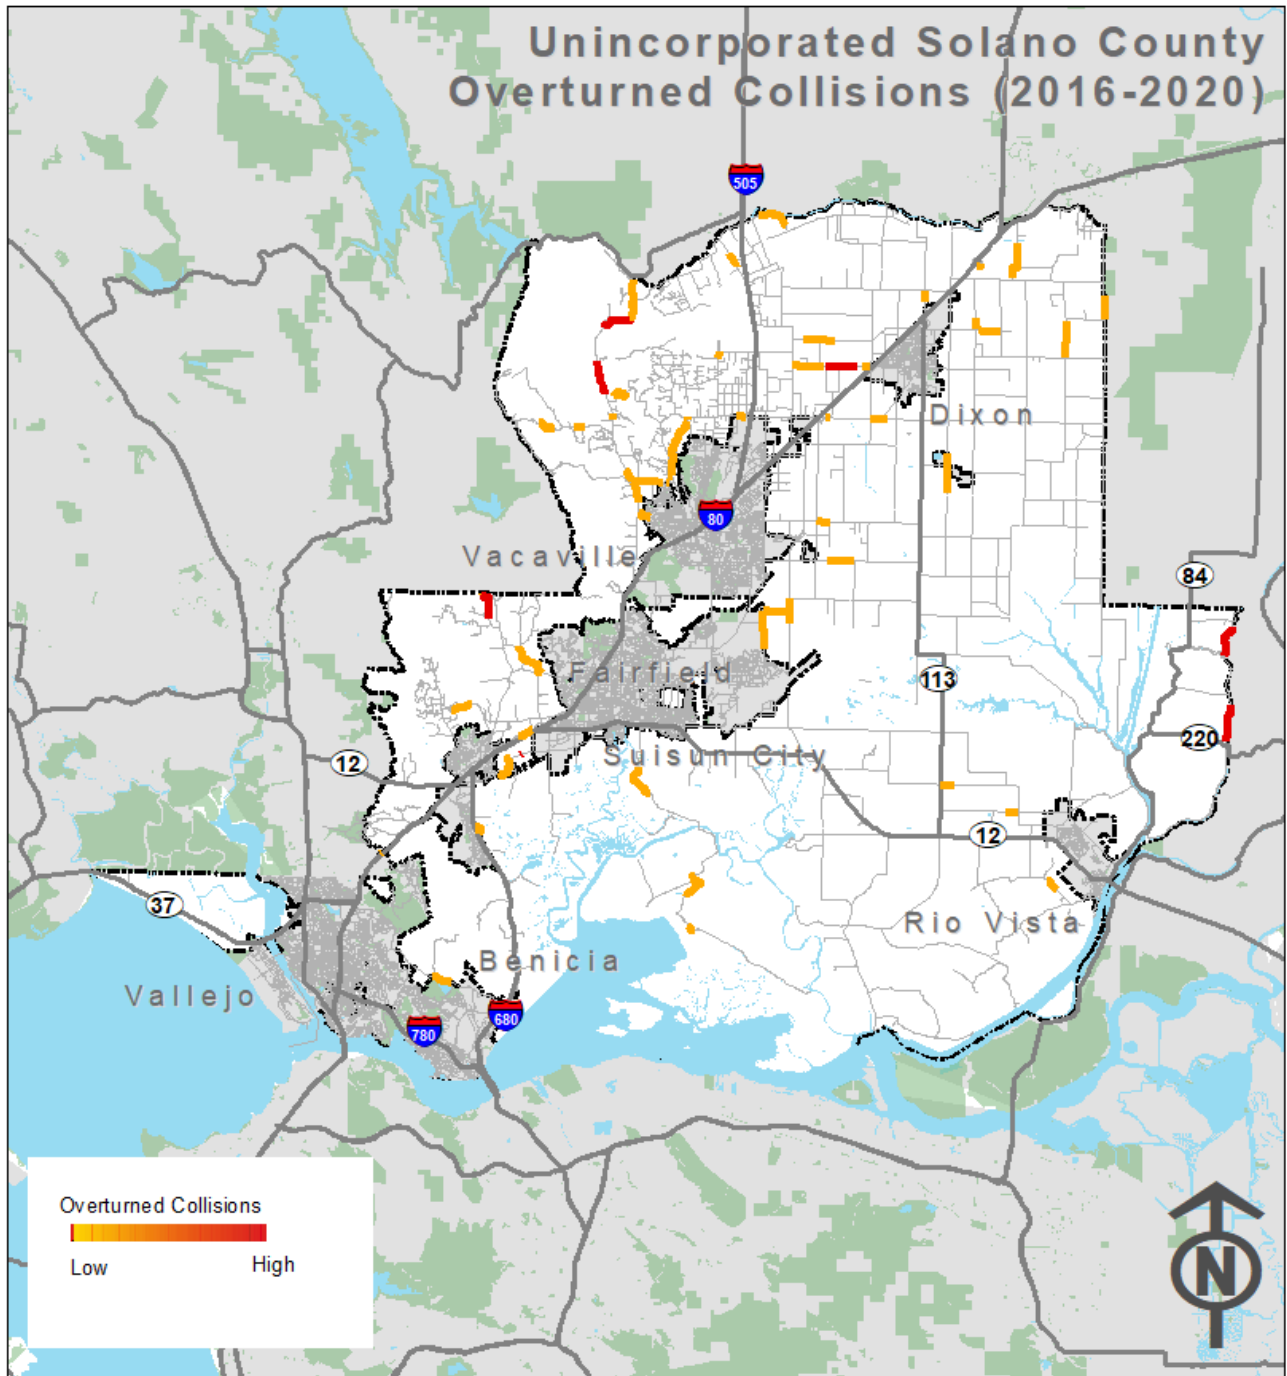 Unincorporated Solano County
Overturned Collisions (2016-2020)
505
Dixon
80
Vacaville
84
Fairfield
113
220
Suisun City
12
12
37
Rio Vista
Benicia
Vallejo
680
780
Overturned Collisions
Low
High
N